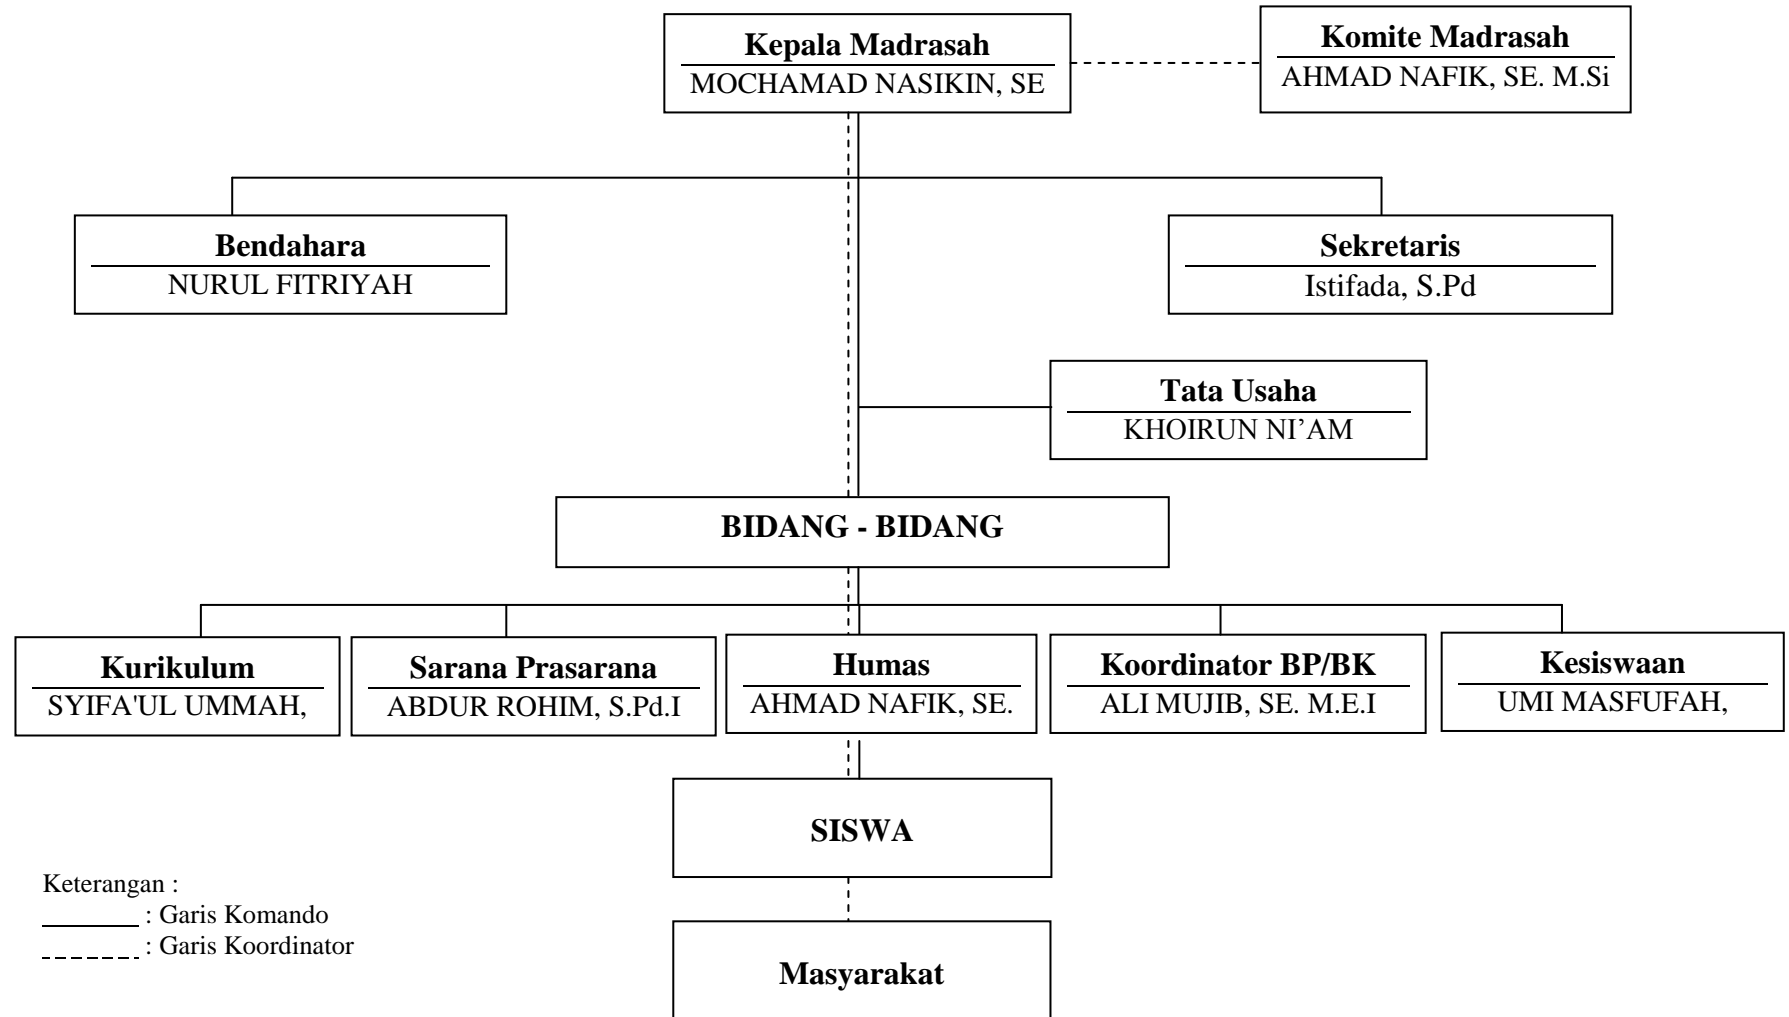 Kepala Madrasah
MOCHAMAD NASIKIN, SE
Komite Madrasah
AHMAD NAFIK, SE. M.Si
Bendahara
NURUL FITRIYAH
Sekretaris
Istifada, S.Pd
Tata Usaha
KHOIRUN NI’AM
BIDANG - BIDANG
Kurikulum
SYIFA'UL UMMAH,
Sarana Prasarana
ABDUR ROHIM, S.Pd.I
Humas
AHMAD NAFIK, SE.
Koordinator BP/BK
ALI MUJIB, SE. M.E.I
Kesiswaan
UMI MASFUFAH,
SISWA
Keterangan :
: Garis Komando
: Garis Koordinator
Masyarakat